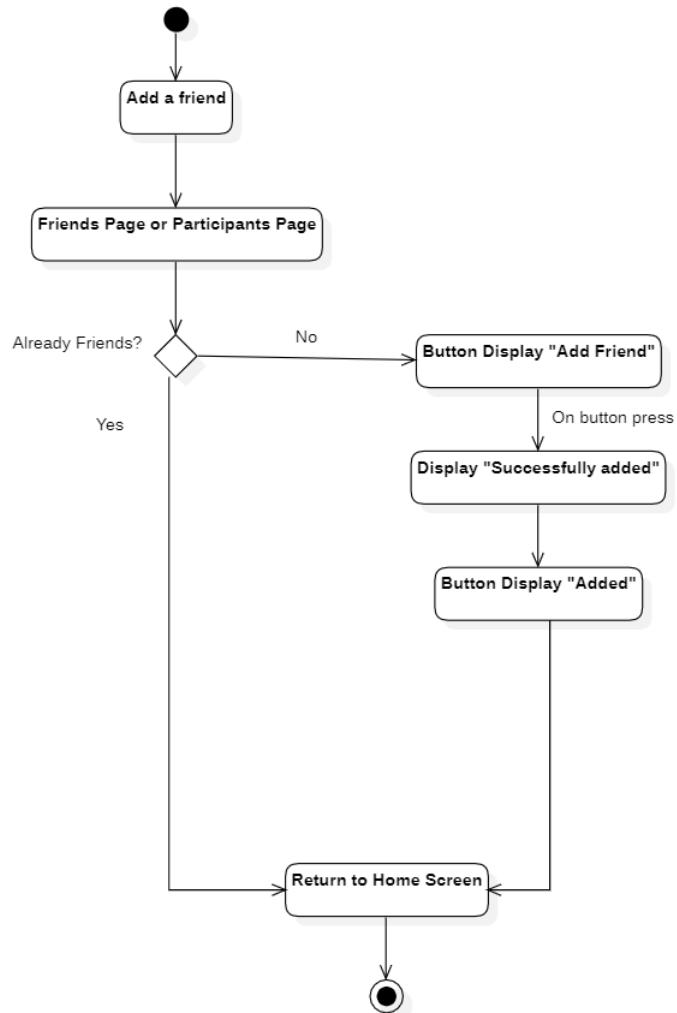 Add a friend
Friends Page or Participants Page
Already Friends?
No
Button Display "Add Friend"
Yes
On button press
Display "Successfully added"
Button Display "Added"
Return to Home Screen